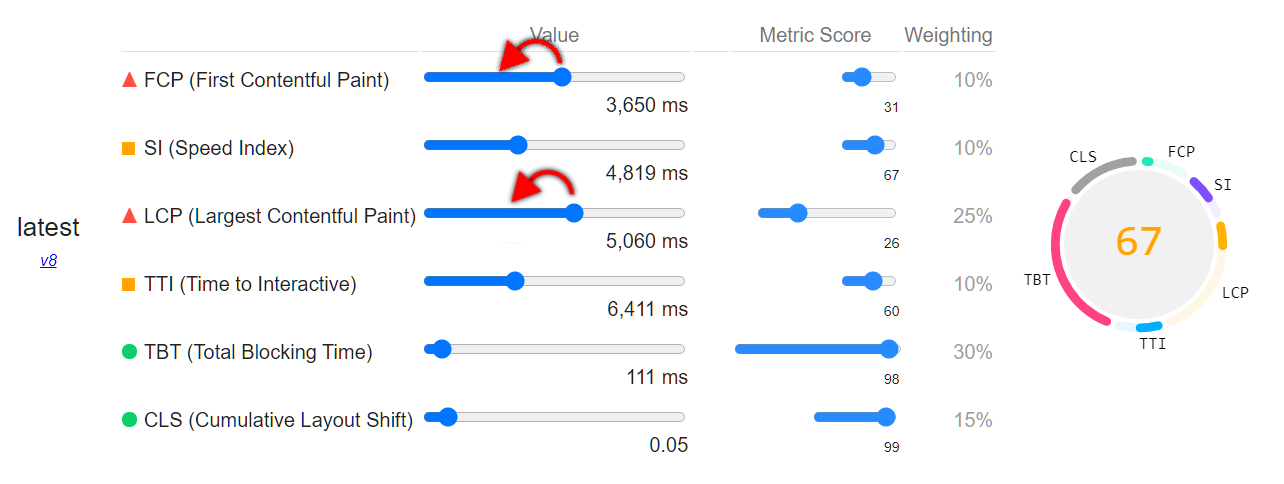 Value Metric Score Weighting
FCP (First Contentful Paint) 10%
3,650 ms 31
SI (Speed Index) 10%
4,819 ms 67
LCP (Largest Contentful Paint) 25%
5,060 ms 26
latest
v8
TTI (Time to Interactive) 10%
6,411 ms 60
TBT (Total Blocking Time) 30%
111 ms 98
CLS (Cumulative Layout Shift) 15%
0.05 99
CLS FCP
SI
67
TBT LCP
TTI